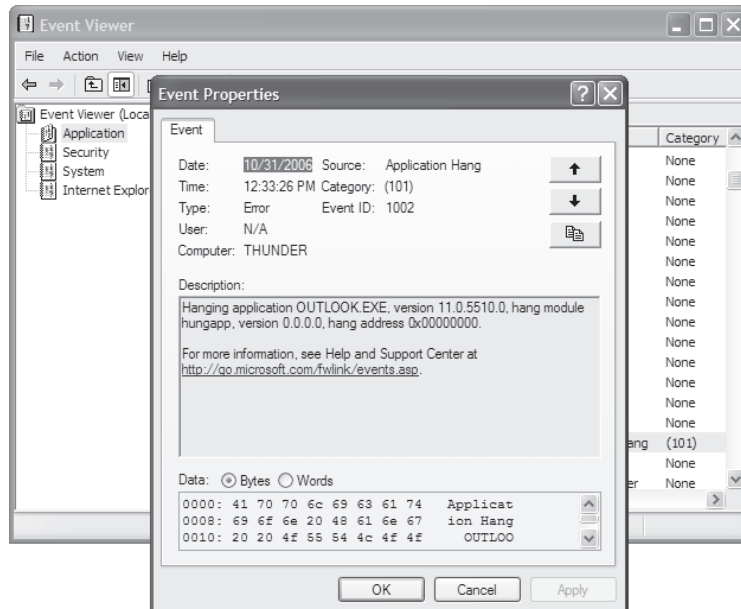 Event Viewer
File Action View Help
Event Properties
Event Viewer (Loca
Application
Security
System
Internet Explor
Event
Date: 10/31/2006 Source: Application Hang
Time: 12:33:26 PM Category: (101)
Type: Error Event ID: 1002
User: N/A
Computer: THUNDER
Description:
Hanging application OUTLOOK.EXE, version 11.0.5510.0, hang module
hungapp, version 0.0.0.0, hang address 0x00000000.
For more information, see Help and Support Center at
http://go.microsoft.com/fwlink/events.asp.
Data: Bytes Words
0000: 41 70 70 6c 69 63 61 74 Applicat
0008: 69 6f 6e 20 48 61 6e 67 ion Hang
0010: 20 20 4f 55 54 4c 4f 4f OUTLOO
OK Cancel Apply
Category
None
None
None
None
None
None
None
None
None
None
None
None
None
None
ang (101)
None
er None